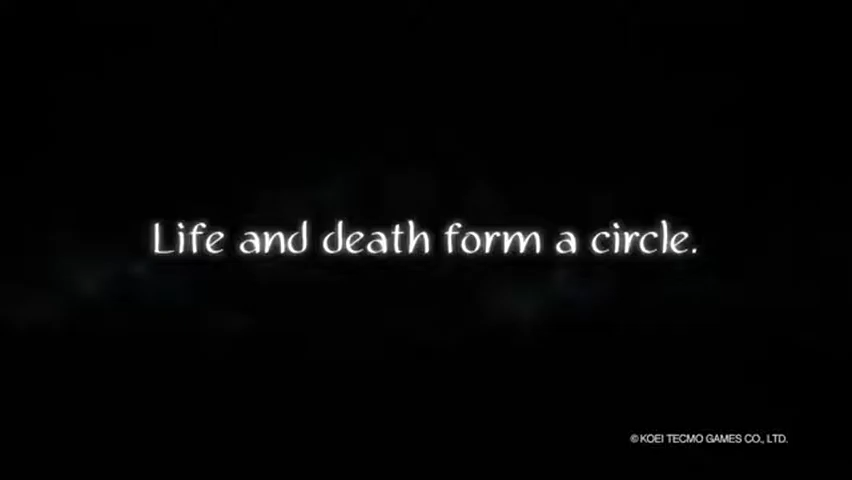 Life and death form a circle.
© KOEI TECMO GAMES CO., LTD.